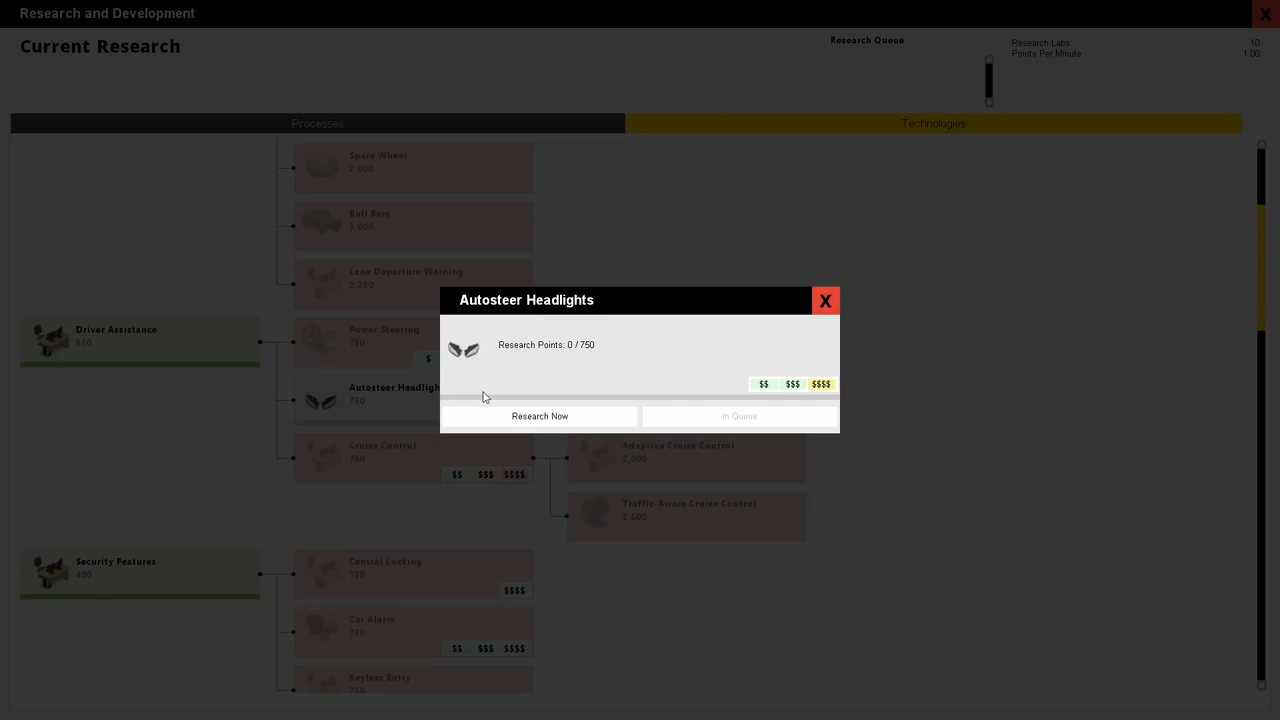 Research and Development
X
Current Research
Research Queue
Research Labs: 10
Points Per Minute 1.00
Processes
Technologies
Spare Wheel
2,000
Bull Bars
1,000
Lane Departure Warning
2,250
Driver Assistance
550
Power Steering
750
$
Autosteer Headligh
750
Cruise Control
750
$$ $$$ $$$$
Adaptive Cruise Control
2,000
Traffic-Aware Cruise Control
2,500
Security Features
400
Central Locking
750
$$$$
Car Alarm
750
$$ $$$ $$$$
Keyless Entry
750
Autosteer Headlights
X
Research Points: 0 / 750
$$ $$$ $$$$
Research Now
In Queue